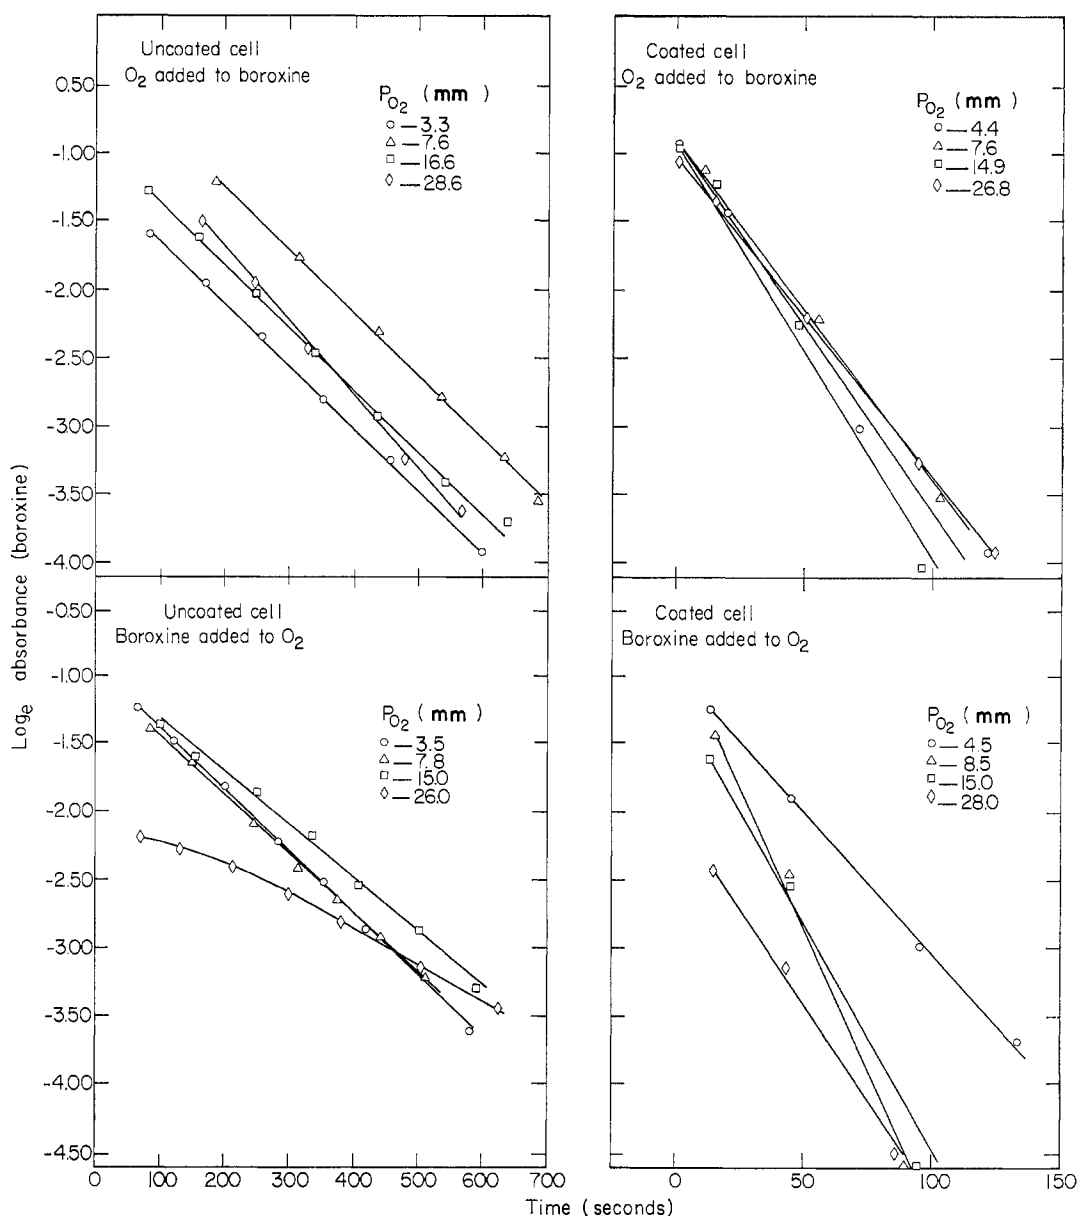 Uncoated cell
O2 added to boroxine
PO2 (mm)
○—3.3
△—7.6
□—16.6
◇—28.6
0.50
-1.00
-1.50
-2.00
-2.50
-3.00
-3.50
-4.00
0
Coated cell
O2 added to boroxine
PO2 (mm)
○—4.4
△—7.6
□—14.9
◇—26.8
Loge absorbance (boroxine)
Uncoated cell
Boroxine added to O2
PO2 (mm)
○—3.5
△—7.8
□—15.0
◇—26.0
-0.50
-1.00
-1.50
-2.00
-2.50
-3.00
-3.50
-4.00
-4.50
0 100 200 300 400 500 600 700
Coated cell
Boroxine added to O2
PO2 (mm)
○—4.5
△—8.5
□—15.0
◇—28.0
0 50 100 150
Time (seconds)